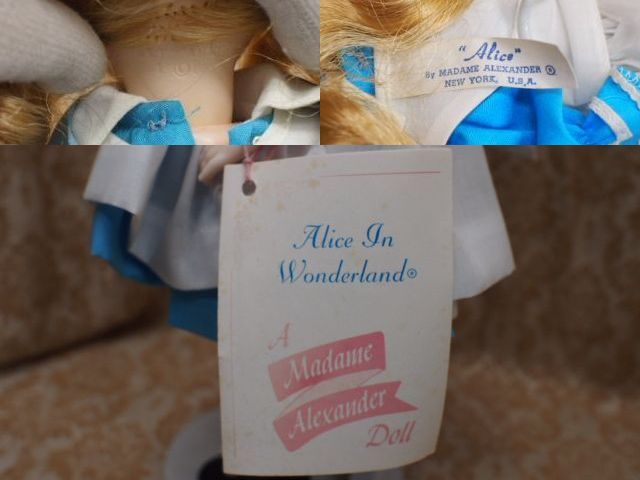 "Alice"
By MADAME ALEXANDER ®
NEW YORK, U.S.A.
Alice In
Wonderland®
A
Madame
Alexander
Doll